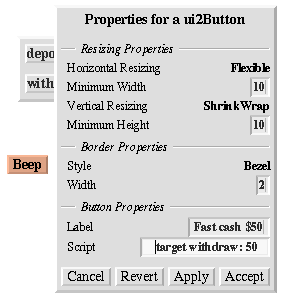 Properties for a ui2Button
Resizing Properties
Horizontal Resizing Flexible
Minimum Width 10
Vertical Resizing ShrinkWrap
Minimum Height 10
Border Properties
Style Bezel
Width 2
Button Properties
Label Fast cash $50
Script target withdraw: 50
Cancel Revert Apply Accept
depo
with
Beep